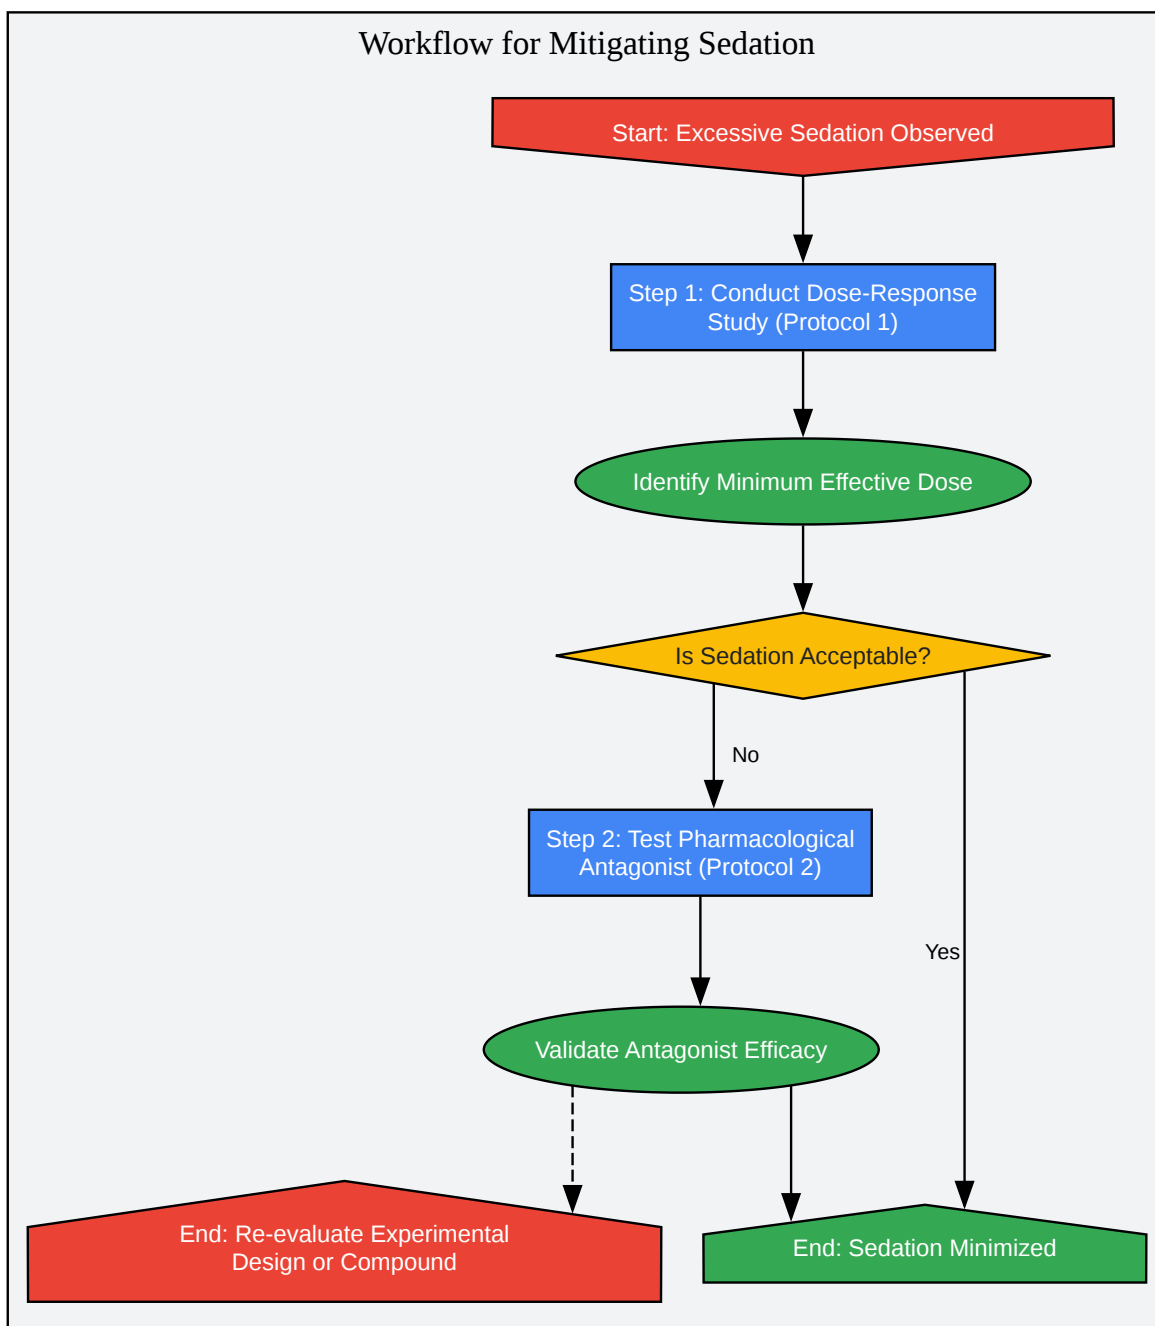 Workflow for Mitigating Sedation
Start: Excessive Sedation Observed
Step 1: Conduct Dose-Response
Study (Protocol 1)
Identify Minimum Effective Dose
Is Sedation Acceptable?
No
Step 2: Test Pharmacological
Antagonist (Protocol 2)
Yes
Validate Antagonist Efficacy
End: Re-evaluate Experimental
Design or Compound
End: Sedation Minimized